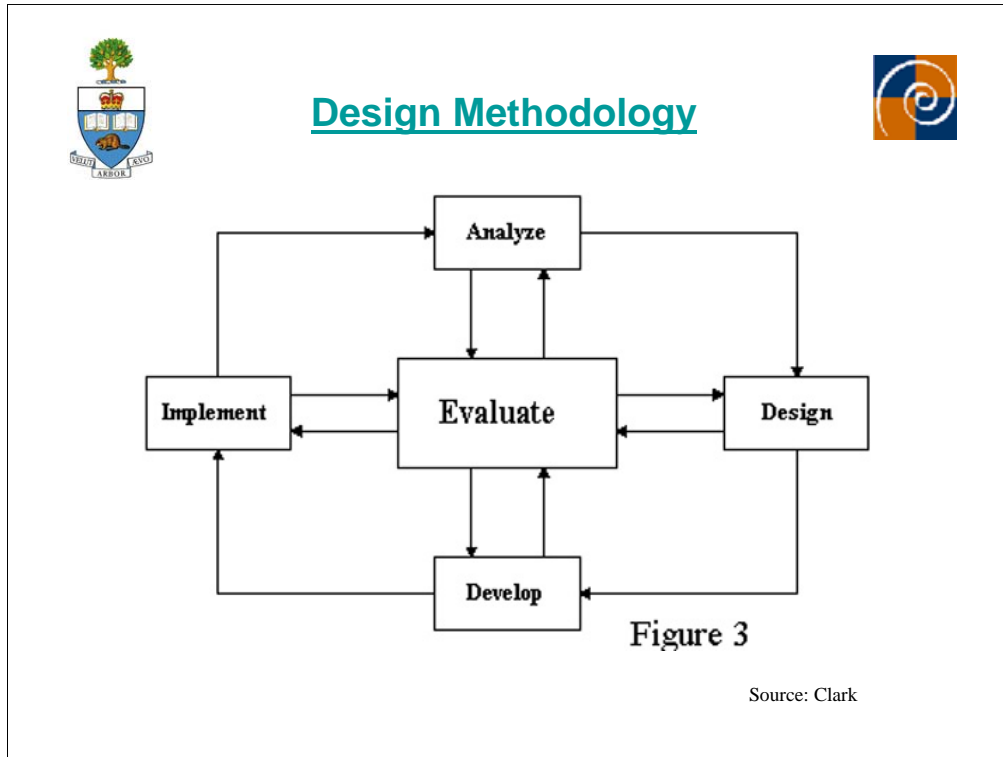 Design Methodology
VELUT
ARBOR
ÆVO
Analyze
Implement
Evaluate
Design
Develop
Figure 3
Source: Clark